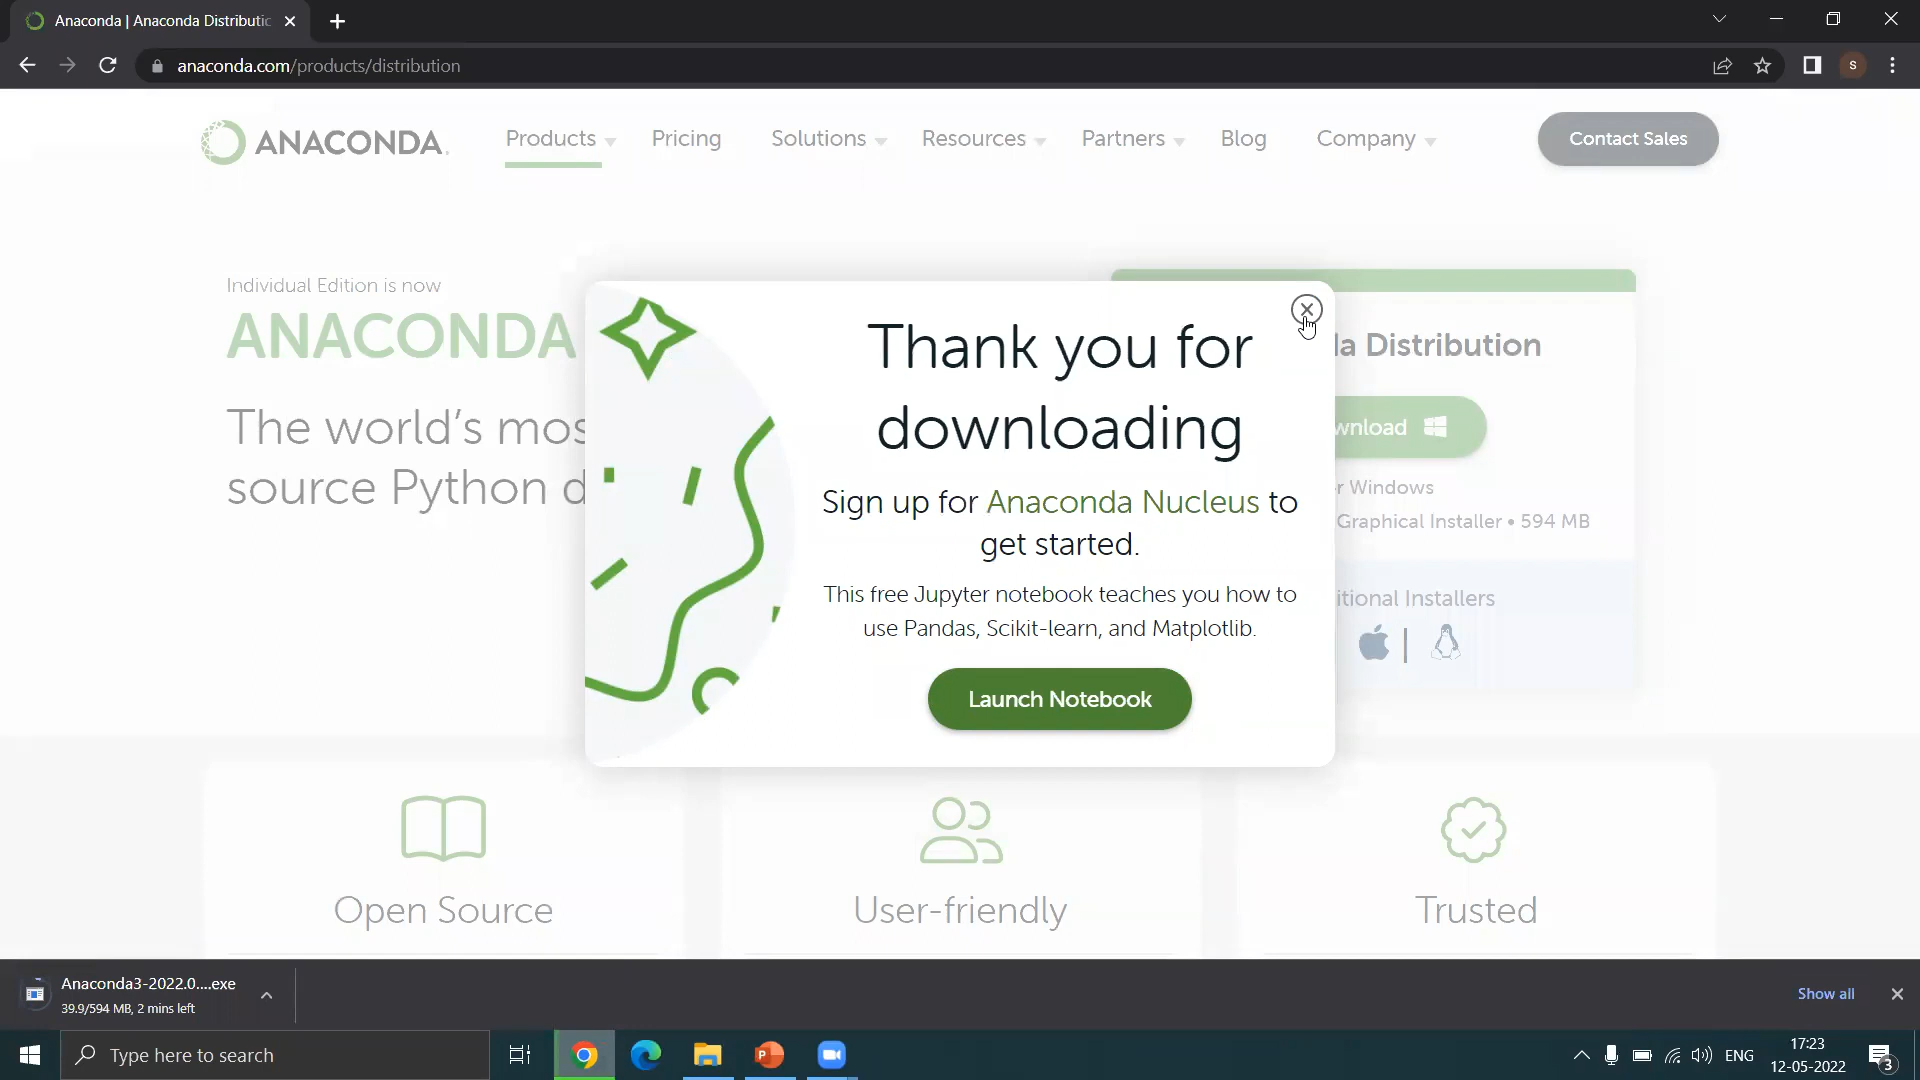 Anaconda | Anaconda Distributic
anaconda.com/products/distribution
S
ANACONDA.
Products
Pricing
Solutions
Resources
Partners
Blog
Company
Contact Sales
Individual Edition is now
ANACONDA
The world's mos
source Python d
Thank you for
downloading
Sign up for Anaconda Nucleus to
get started.
This free Jupyter notebook teaches you how to
use Pandas, Scikit-learn, and Matplotlib.
Launch Notebook
la Distribution
wnload
r Windows
Graphical Installer • 594 MB
itional Installers
Open Source
User-friendly
Trusted
Anaconda3-2022.0....exe
39.9/594 MB, 2 mins left
Show all
Type here to search
P
ENG
17:23
12-05-2022
3